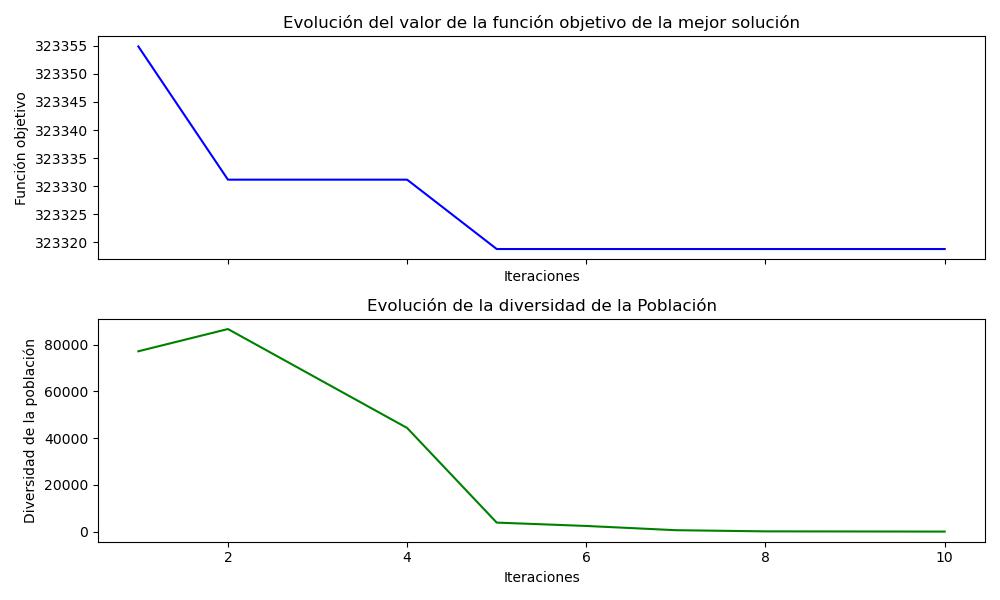 Evolución del valor de la función objetivo de la mejor solución
Función objetivo
323355
323350
323345
323340
323335
323330
323325
323320
Iteraciones
Evolución de la diversidad de la Población
Diversidad de la población
80000
60000
40000
20000
0
2 4 6 8 10
Iteraciones